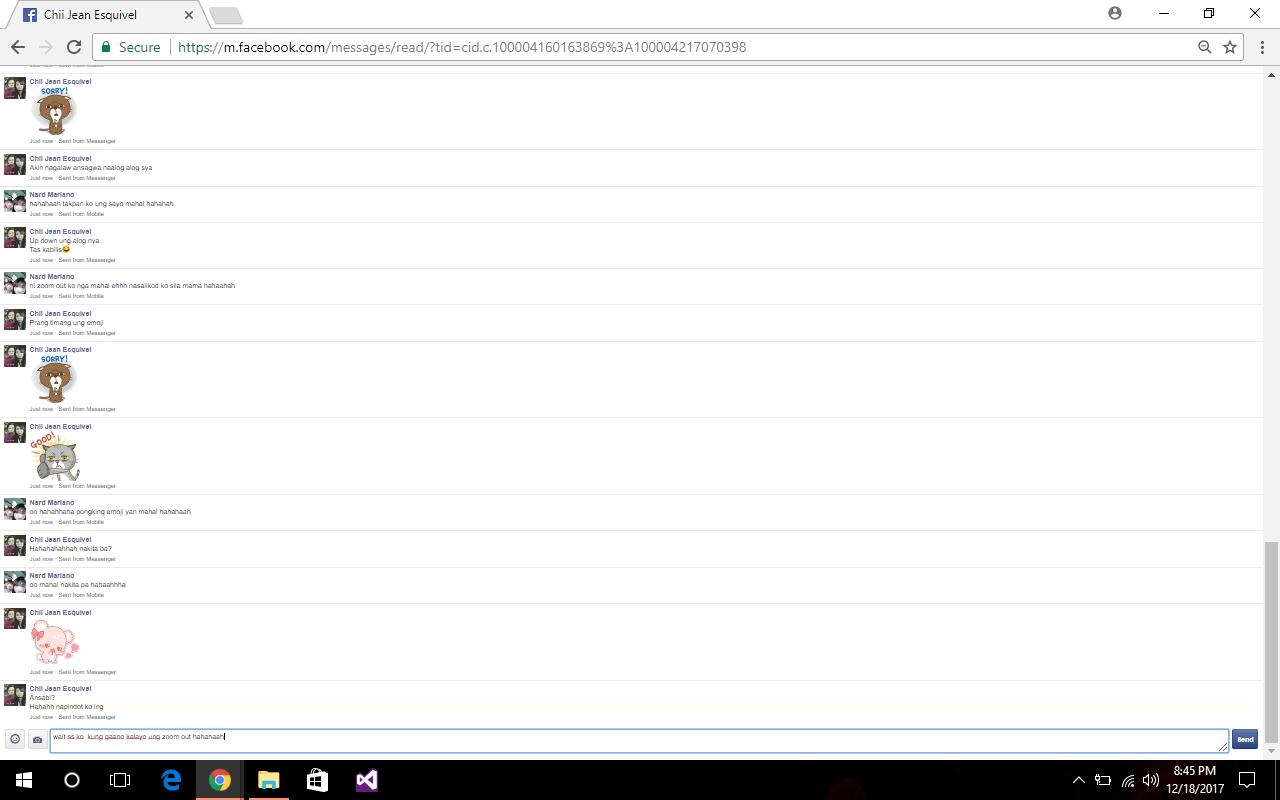 Chii Jean Esquivel
Secure
https://m.facebook.com/messages/read/?tid=cid.c.100004160163869%3A100004217070398
Chii Jean Esquivel
SORRY!
Just now · Sent from Messenger
Chii Jean Esquivel
Akin nagalaw ansagwa naalog alog sya
Just now · Sent from Messenger
Nard Mariano
hahahaah takpan ko ung sayo mahal hahahah
Just now · Sent from Mobile
Chii Jean Esquivel
Up down ung alog nya
Tas kabilis😂
Just now · Sent from Messenger
Nard Mariano
ni zoom out ko nga mahal ehhh nasalikod ko sila mama hahaahah
Just now · Sent from Mobile
Chii Jean Esquivel
Prang timang ung emoji
Just now · Sent from Messenger
Chii Jean Esquivel
SORRY!
Just now · Sent from Messenger
Chii Jean Esquivel
GOOD!
Just now · Sent from Messenger
Nard Mariano
oo hahahhaha pongking emoji yan mahal hahahaah
Just now · Sent from Mobile
Chii Jean Esquivel
Hahahahahhah nakita ba?
Just now · Sent from Messenger
Nard Mariano
oo mahal nakita pa hahaahhha
Just now · Sent from Mobile
Chii Jean Esquivel
Just now · Sent from Messenger
Chii Jean Esquivel
Ansabi?
Hahahh napindot ko lng
Just now · Sent from Messenger
wait ss ko  kung gaano kalayo ung zoom out hahahaah
Send
8:45 PM
12/18/2017